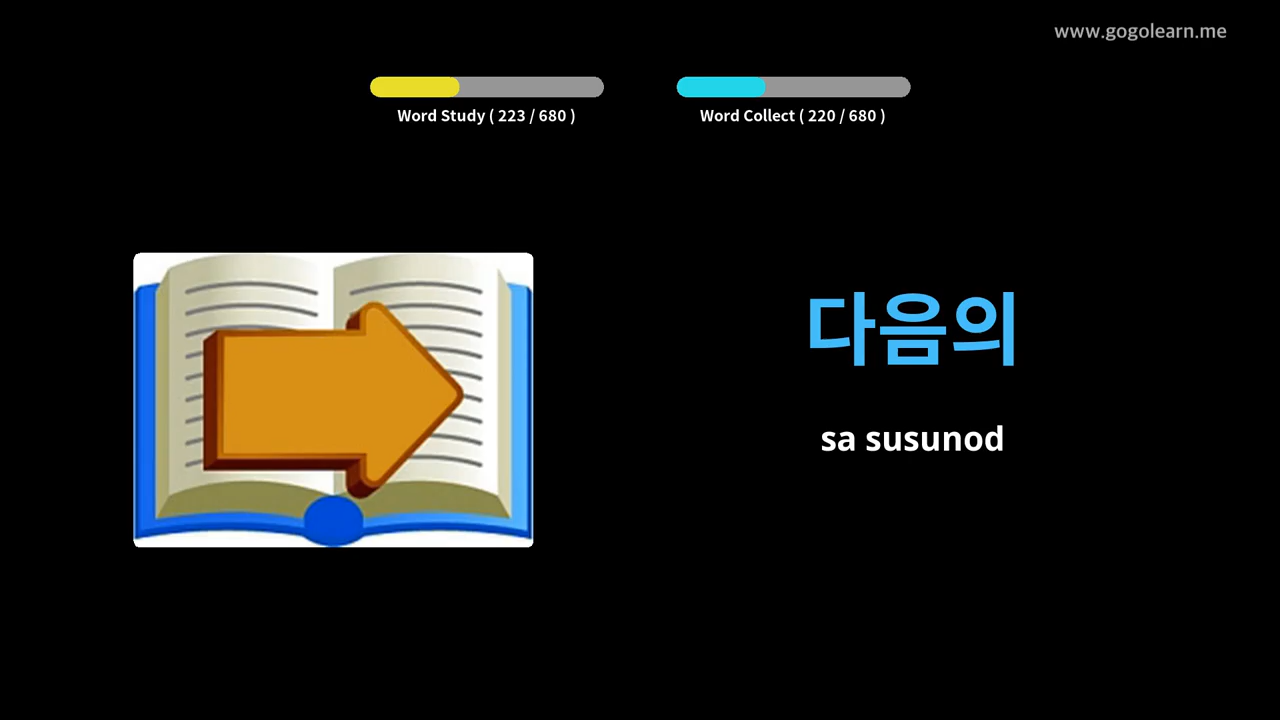 www.gogolearn.me
Word Study ( 223 / 680 )
Word Collect ( 220 / 680 )
다음의
sa susunod